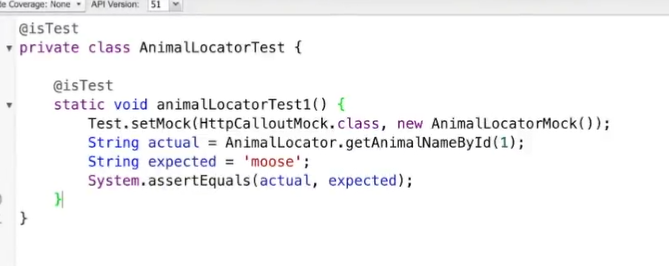 Coverage: None API Version: 51
@isTest
private class AnimalLocatorTest {
@isTest
static void animalLocatorTest1() {
Test.setMock(HttpCalloutMock.class, new AnimalLocatorMock());
String actual = AnimalLocator.getAnimalNameById(1);
String expected = 'moose';
System.assertEquals(actual, expected);
}
}